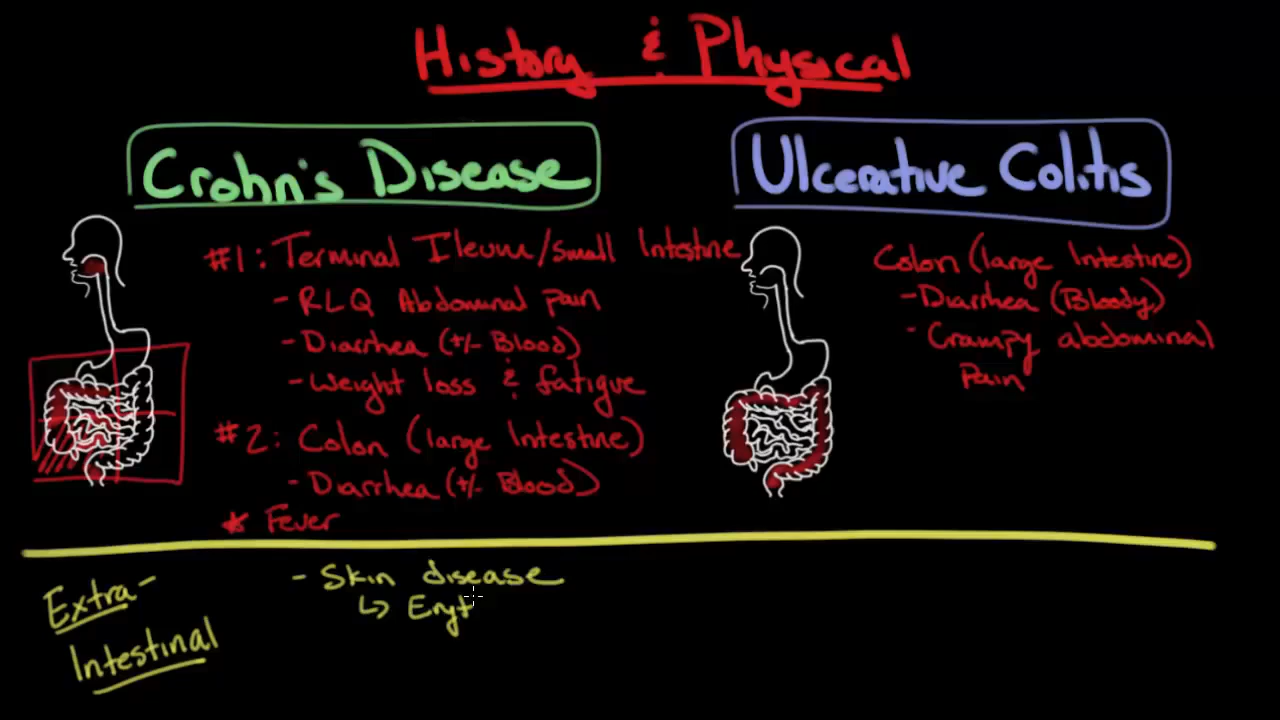 History & Physical
Crohn's Disease
#1: Terminal Ileum/small Intestine
- RLQ Abdominal pain
- Diarrhea (+/- Blood)
- Weight loss & fatigue
#2: Colon (large Intestine)
- Diarrhea (+/- Blood)
* Fever
Ulcerative Colitis
Colon (large Intestine)
- Diarrhea (Bloody)
- Crampy abdominal
Pain
Extra-
Intestinal
- Skin disease
↳ Eryt